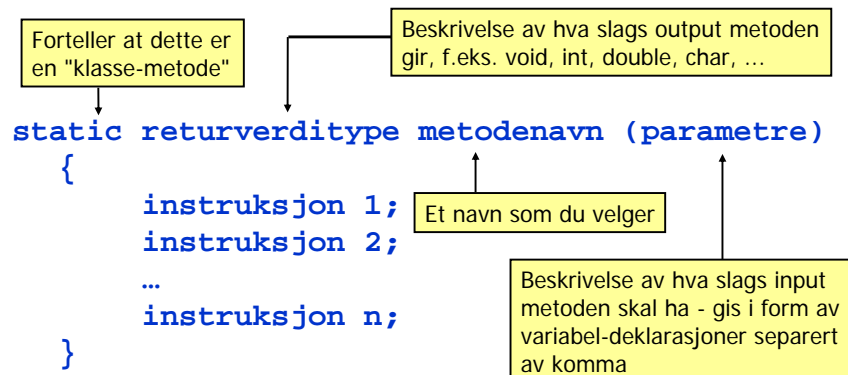 Forteller at dette er
en "klasse-metode"
Beskrivelse av hva slags output metoden
gir, f.eks. void, int, double, char, …
static returverditype metodenavn (parametre)
{
instruksjon 1;
instruksjon 2;
…
instruksjon n;
}
Et navn som du velger
Beskrivelse av hva slags input
metoden skal ha - gis i form av
variabel-deklarasjoner separert
av komma